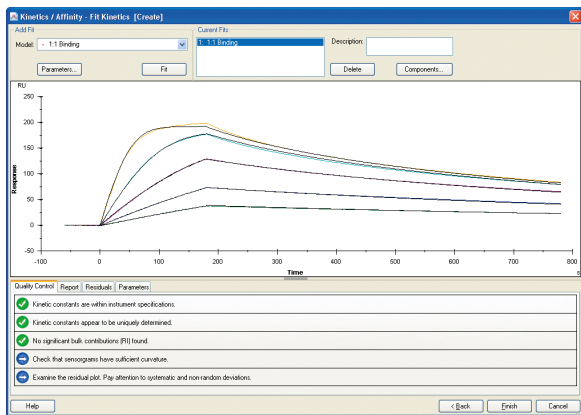 Kinetics / Affinity - Fit Kinetics [Create]
Add Fit
Model: - 1:1 Binding
Parameters...
Fit
Current Fits
1: 1:1 Binding
Description:
Delete
Components...
RU
250
200
150
100
50
0
-50
-100
0
100
200
300
400
500
600
700
800
Response
Time
s
Quality Control
Report
Residuals
Parameters
Kinetic constants are within instrument specifications.
Kinetic constants appear to be uniquely determined.
No significant bulk contributions (RI) found.
Check that sensorgrams have sufficient curvature.
Examine the residual plot. Pay attention to systematic and non-random deviations.
Help
< Back
Finish
Cancel